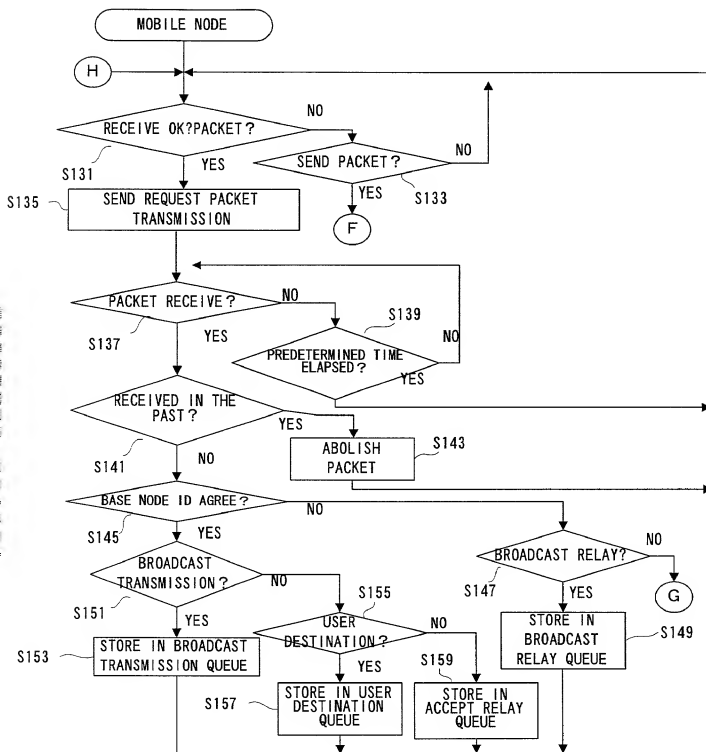 MOBILE NODE
H
NO
RECEIVE OK?PACKET?
NO
SEND PACKET?
S131
YES
S133
YES
S135
SEND REQUEST PACKET
TRANSMISSION
F
S139
PACKET RECEIVE?
NO
NO
S137
YES
PREDETERMINED TIME
ELAPSED?
YES
RECEIVED IN THE
PAST?
YES
S143
S141
NO
ABOLISH
PACKET
BASE NODE ID AGREE?
NO
S145
YES
NO
BROADCAST RELAY?
BROADCAST
TRANSMISSION?
NO
S147
YES
G
S151
S155
YES
USER
DESTINATION?
NO
STORE IN
BROADCAST
RELAY QUEUE
S149
S153
STORE IN BROADCAST
TRANSMISSION QUEUE
YES
S159
S157
STORE IN USER
DESTINATION
QUEUE
STORE IN
ACCEPT RELAY
QUEUE